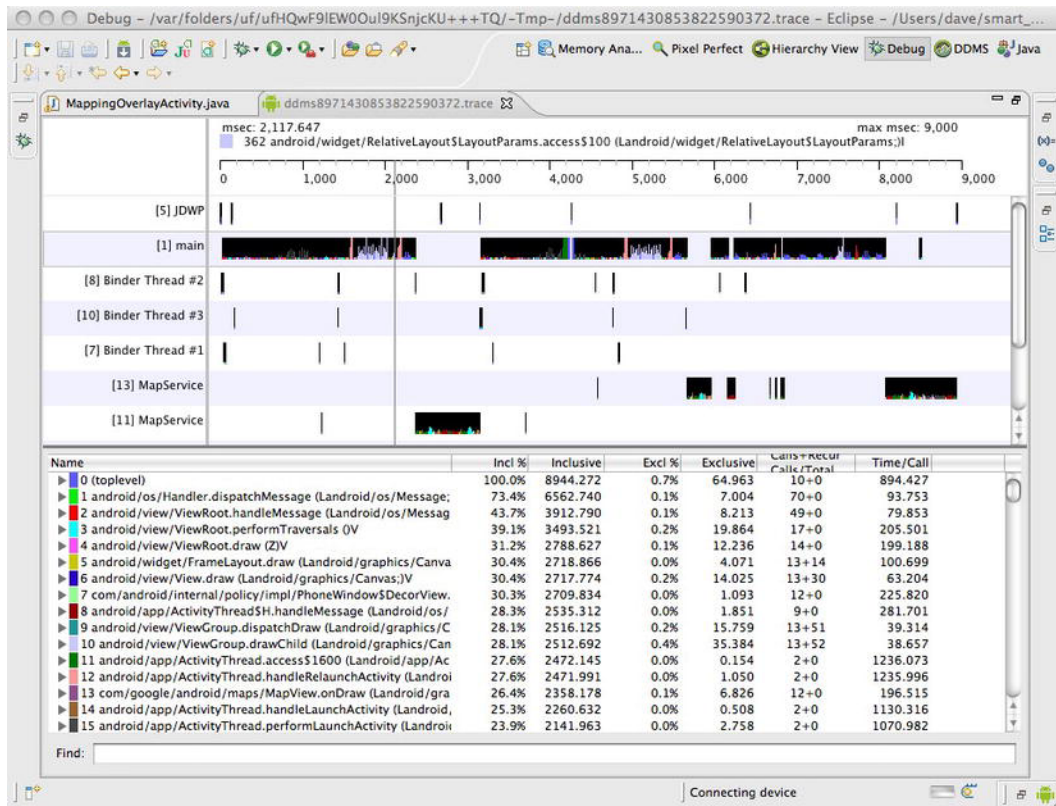 Debug – /var/folders/uf/ufHQwF9lEW0Oul9KSnjcKU+++TQ/-Tmp-/ddms8971430853822590372.trace – Eclipse – /Users/dave/smart_...
Memory Ana... Pixel Perfect Hierarchy View Debug DDMS Java
MappingOverlayActivity.java ddms8971430853822590372.trace
msec: 2,117.647 max msec: 9,000
362 android/widget/RelativeLayout$LayoutParams.access$100 (Landroid/widget/RelativeLayout$LayoutParams;)I
0 1,000 2,000 3,000 4,000 5,000 6,000 7,000 8,000 9,000
[5] JDWP
[1] main
[8] Binder Thread #2
[10] Binder Thread #3
[7] Binder Thread #1
[13] MapService
[11] MapService
Name Incl % Inclusive Excl % Exclusive Calls+Recur Calls/Total Time/Call
0 (toplevel) 100.0% 8944.272 0.7% 64.963 10+0 894.427
1 android/os/Handler.dispatchMessage (Landroid/os/Message; 73.4% 6562.740 0.1% 7.004 70+0 93.753
2 android/view/ViewRoot.handleMessage (Landroid/os/Messag 43.7% 3912.790 0.1% 8.213 49+0 79.853
3 android/view/ViewRoot.performTraversals ()V 39.1% 3493.521 0.2% 19.864 17+0 205.501
4 android/view/ViewRoot.draw (Z)V 31.2% 2788.627 0.1% 12.236 14+0 199.188
5 android/widget/FrameLayout.draw (Landroid/graphics/Canva 30.4% 2718.866 0.0% 4.071 13+14 100.699
6 android/view/View.draw (Landroid/graphics/Canvas;)V 30.4% 2717.774 0.2% 14.025 13+30 63.204
7 com/android/internal/policy/impl/PhoneWindow$DecorView. 30.3% 2709.834 0.0% 1.093 12+0 225.820
8 android/app/ActivityThread$H.handleMessage (Landroid/os/ 28.3% 2535.312 0.0% 1.851 9+0 281.701
9 android/view/ViewGroup.dispatchDraw (Landroid/graphics/C 28.1% 2516.125 0.2% 15.759 13+51 39.314
10 android/view/ViewGroup.drawChild (Landroid/graphics/Can 28.1% 2512.692 0.4% 35.384 13+52 38.657
11 android/app/ActivityThread.access$1600 (Landroid/app/Ac 27.6% 2472.145 0.0% 0.154 2+0 1236.073
12 android/app/ActivityThread.handleRelaunchActivity (Landroi 27.6% 2471.991 0.0% 1.050 2+0 1235.996
13 com/google/android/maps/MapView.onDraw (Landroid/gra 26.4% 2358.178 0.1% 6.826 12+0 196.515
14 android/app/ActivityThread.handleLaunchActivity (Landroid, 25.3% 2260.632 0.0% 0.508 2+0 1130.316
15 android/app/ActivityThread.performLaunchActivity (Landroi 23.9% 2141.963 0.0% 2.758 2+0 1070.982
Find:
Connecting device